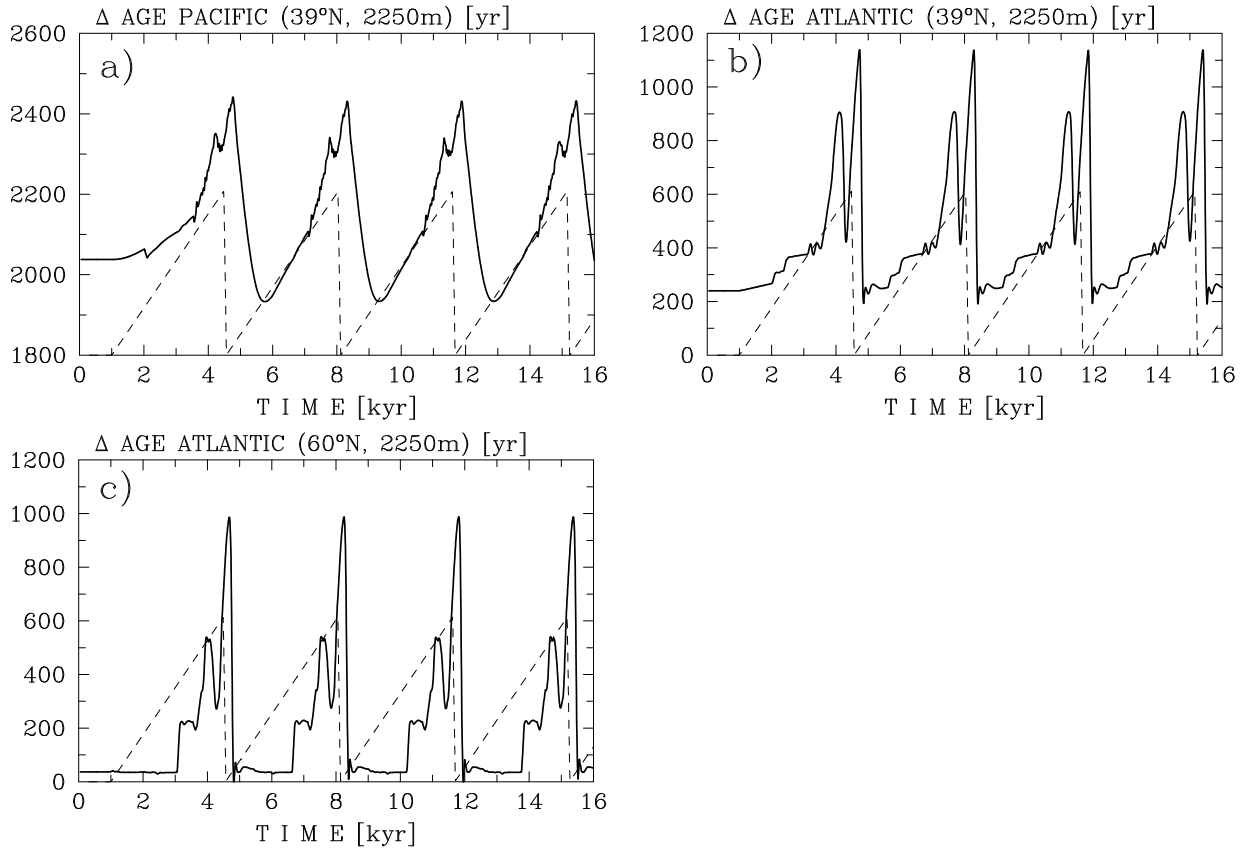 Δ AGE PACIFIC (39°N, 2250m) [yr]
a)
2600
2400
2200
2000
1800
0 2 4 6 8 10 12 14 16
T I M E [kyr]
Δ AGE ATLANTIC (39°N, 2250m) [yr]
b)
1200
1000
800
600
400
200
0
0 2 4 6 8 10 12 14 16
T I M E [kyr]
Δ AGE ATLANTIC (60°N, 2250m) [yr]
c)
1200
1000
800
600
400
200
0
0 2 4 6 8 10 12 14 16
T I M E [kyr]